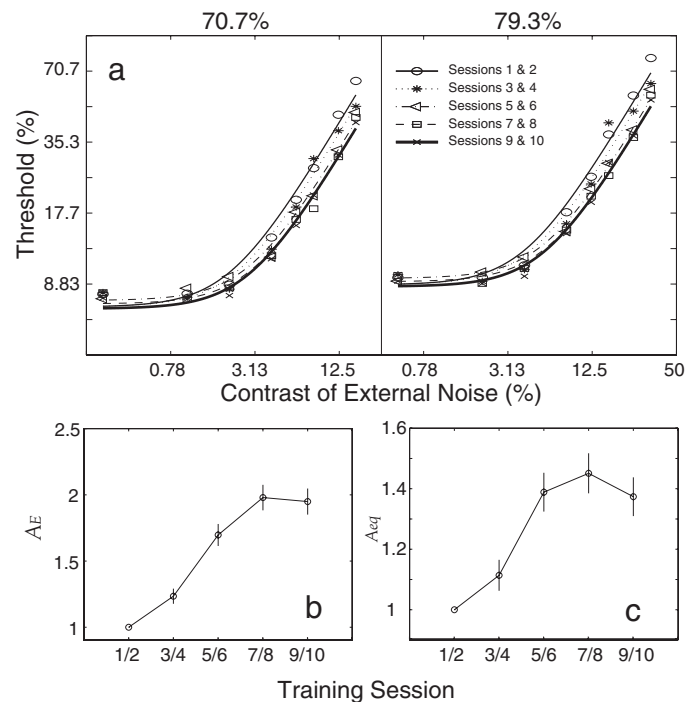 70.7% 79.3%
a
70.7
35.3
17.7
8.83
Threshold (%)
Sessions 1 & 2
Sessions 3 & 4
Sessions 5 & 6
Sessions 7 & 8
Sessions 9 & 10
0.78 3.13 12.5 0.78 3.13 12.5 50
Contrast of External Noise (%)
2.5
2
1.5
1
AE
b
1/2 3/4 5/6 7/8 9/10
1.6
1.4
1.2
1
Aeq
c
1/2 3/4 5/6 7/8 9/10
Training Session